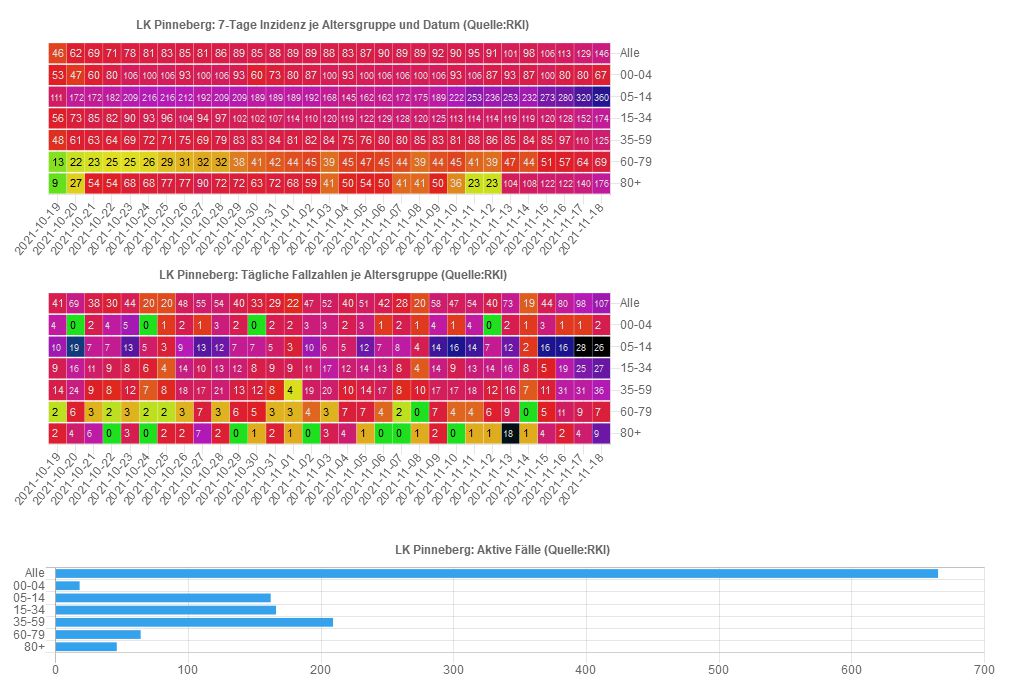 LK Pinneberg: 7-Tage Inzidenz je Altersgruppe und Datum (Quelle:RKI)
46 62 69 71 78 81 83 85 81 86 89 85 88 89 89 88 83 87 90 89 89 92 90 95 91 101 98 106 113 129 146 Alle
53 47 60 80 106 100 106 93 100 106 93 60 73 80 87 100 93 100 106 106 100 106 93 106 87 93 87 100 80 80 67 00-04
111 172 172 182 209 216 216 212 192 209 209 189 189 189 192 168 145 162 162 172 175 189 222 253 236 253 232 273 280 320 360 05-14
56 73 85 82 90 93 96 104 94 97 102 102 107 114 110 120 119 122 129 128 120 125 113 114 114 119 119 120 128 152 174 15-34
48 61 63 64 69 72 71 75 69 79 83 83 84 81 82 84 75 76 80 80 85 83 81 88 86 85 84 85 97 110 125 35-59
13 22 23 25 25 26 29 31 32 32 38 41 42 44 45 39 45 47 45 44 39 44 45 41 39 47 44 51 57 64 69 60-79
9 27 54 54 68 68 77 77 90 72 72 63 72 68 59 41 50 54 50 41 41 50 36 23 23 104 108 122 122 140 176 80+
2021-10-19 2021-10-20 2021-10-21 2021-10-22 2021-10-23 2021-10-24 2021-10-25 2021-10-26 2021-10-27 2021-10-28 2021-10-29 2021-10-30 2021-10-31 2021-11-01 2021-11-02 2021-11-03 2021-11-04 2021-11-05 2021-11-06 2021-11-07 2021-11-08 2021-11-09 2021-11-10 2021-11-11 2021-11-12 2021-11-13 2021-11-14 2021-11-15 2021-11-16 2021-11-17 2021-11-18
LK Pinneberg: Tägliche Fallzahlen je Altersgruppe (Quelle:RKI)
41 69 38 30 44 20 20 48 55 54 40 33 29 22 47 52 40 51 42 28 20 58 47 54 40 73 19 44 80 98 107 Alle
4 0 2 4 5 0 1 2 1 3 2 0 2 2 3 3 2 3 1 2 1 4 1 4 0 2 1 3 1 1 2 00-04
10 19 7 7 13 5 3 9 13 12 7 7 5 3 10 6 5 12 7 8 4 14 16 14 7 12 2 16 16 28 26 05-14
9 16 11 9 8 6 4 14 10 13 12 8 9 9 11 17 12 14 13 8 4 14 9 13 14 16 8 5 19 25 27 15-34
14 24 9 8 12 7 8 18 17 21 13 12 8 4 19 20 10 14 17 8 10 17 17 18 12 16 7 11 31 31 36 35-59
2 6 3 2 3 2 2 3 7 3 6 5 3 3 4 3 7 7 4 2 0 7 4 4 6 9 0 5 11 9 7 60-79
2 4 6 0 3 0 2 2 7 2 0 1 2 1 0 3 4 1 0 0 1 2 0 1 1 18 1 4 2 4 9 80+
2021-10-19 2021-10-20 2021-10-21 2021-10-22 2021-10-23 2021-10-24 2021-10-25 2021-10-26 2021-10-27 2021-10-28 2021-10-29 2021-10-30 2021-10-31 2021-11-01 2021-11-02 2021-11-03 2021-11-04 2021-11-05 2021-11-06 2021-11-07 2021-11-08 2021-11-09 2021-11-10 2021-11-11 2021-11-12 2021-11-13 2021-11-14 2021-11-15 2021-11-16 2021-11-17 2021-11-18
LK Pinneberg: Aktive Fälle (Quelle:RKI)
Alle
00-04
05-14
15-34
35-59
60-79
80+
0 100 200 300 400 500 600 700